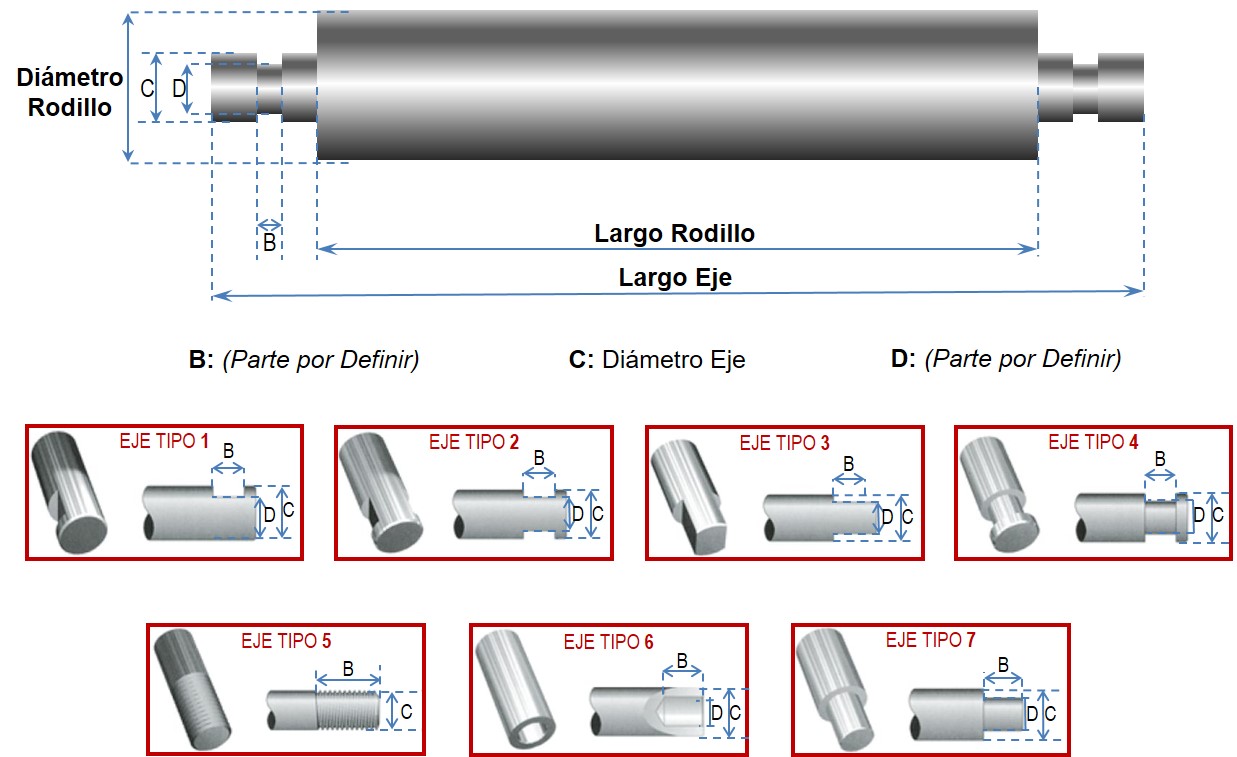 Diámetro
Rodillo
C
D
B
Largo Rodillo
Largo Eje
B: (Parte por Definir)
C: Diámetro Eje
D: (Parte por Definir)
EJE TIPO 1
B
D
C
EJE TIPO 2
B
D
C
EJE TIPO 3
B
D
C
EJE TIPO 4
B
D
C
EJE TIPO 5
B
C
EJE TIPO 6
B
D
C
EJE TIPO 7
B
D
C